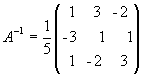 A⁻¹ = 1/5 ( 1 3 -2
-3 1 1
1 -2 3 )